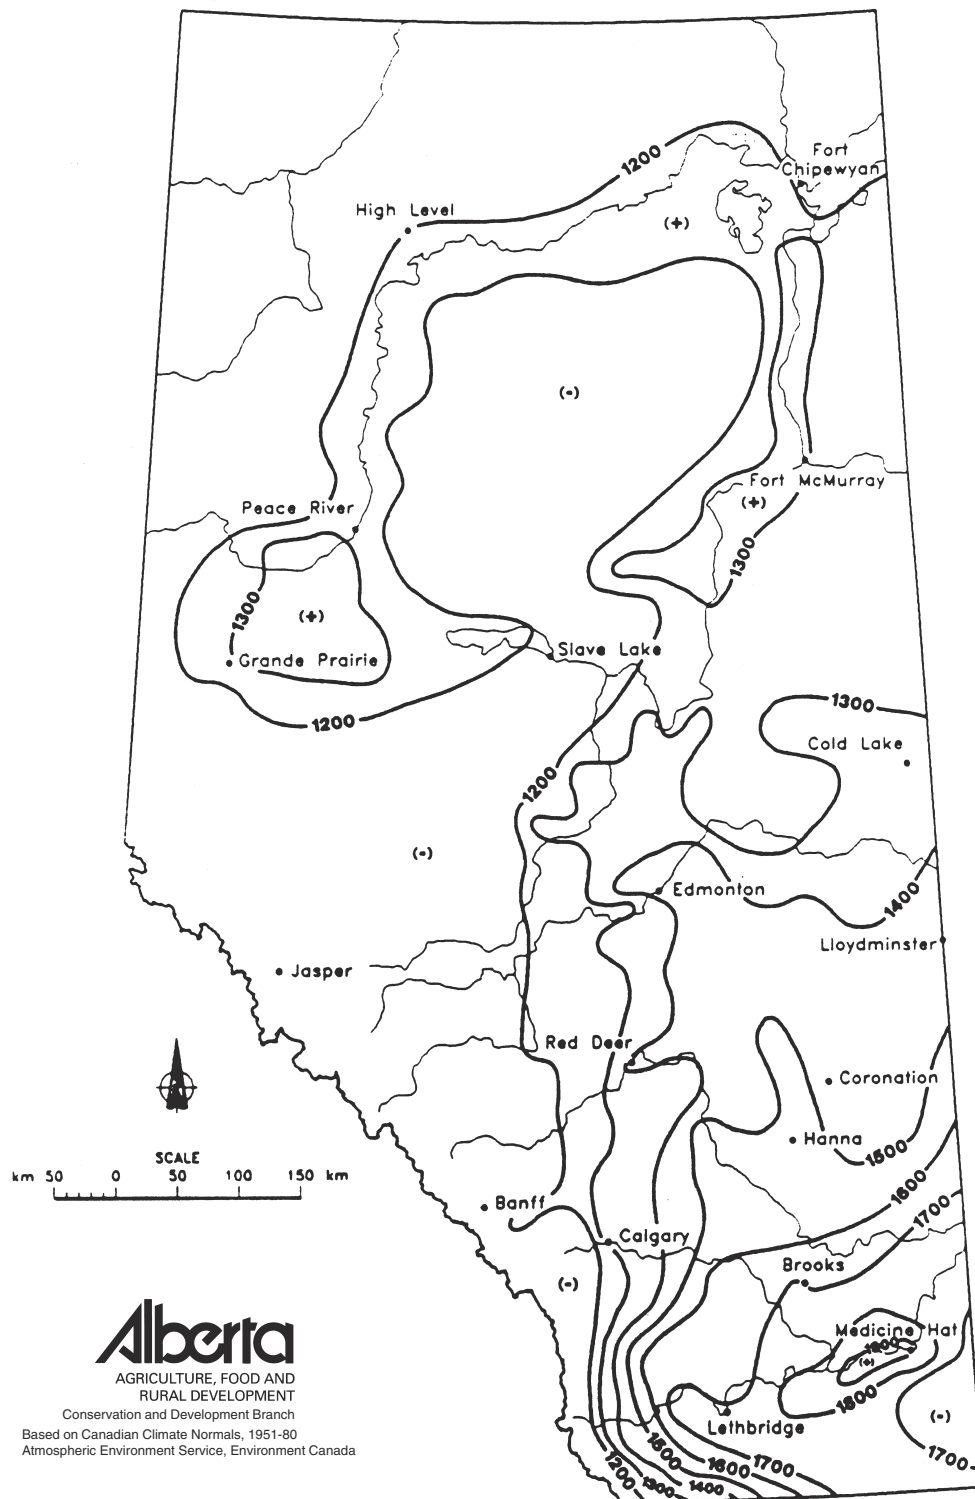 1200
Fort
Chipewyan
High Level
(+)
(-)
Fort McMurray
(+)
Peace River
1300
1300
(+)
Slave Lake
Grande Prairie
1200
1300
Cold Lake
1200
(-)
Edmonton
1400
Lloydminster
Jasper
Red Deer
Coronation
Hanna
1500
SCALE
km 50 0 50 100 150 km
1600
Banff
1700
Calgary
Brooks
(-)
Medicine Hat
1900
(+)
1800
Lethbridge
(-)
1700
1200
1300
1400
1500
1600
1700
Alberta
AGRICULTURE, FOOD AND
RURAL DEVELOPMENT
Conservation and Development Branch
Based on Canadian Climate Normals, 1951-80
Atmospheric Environment Service, Environment Canada